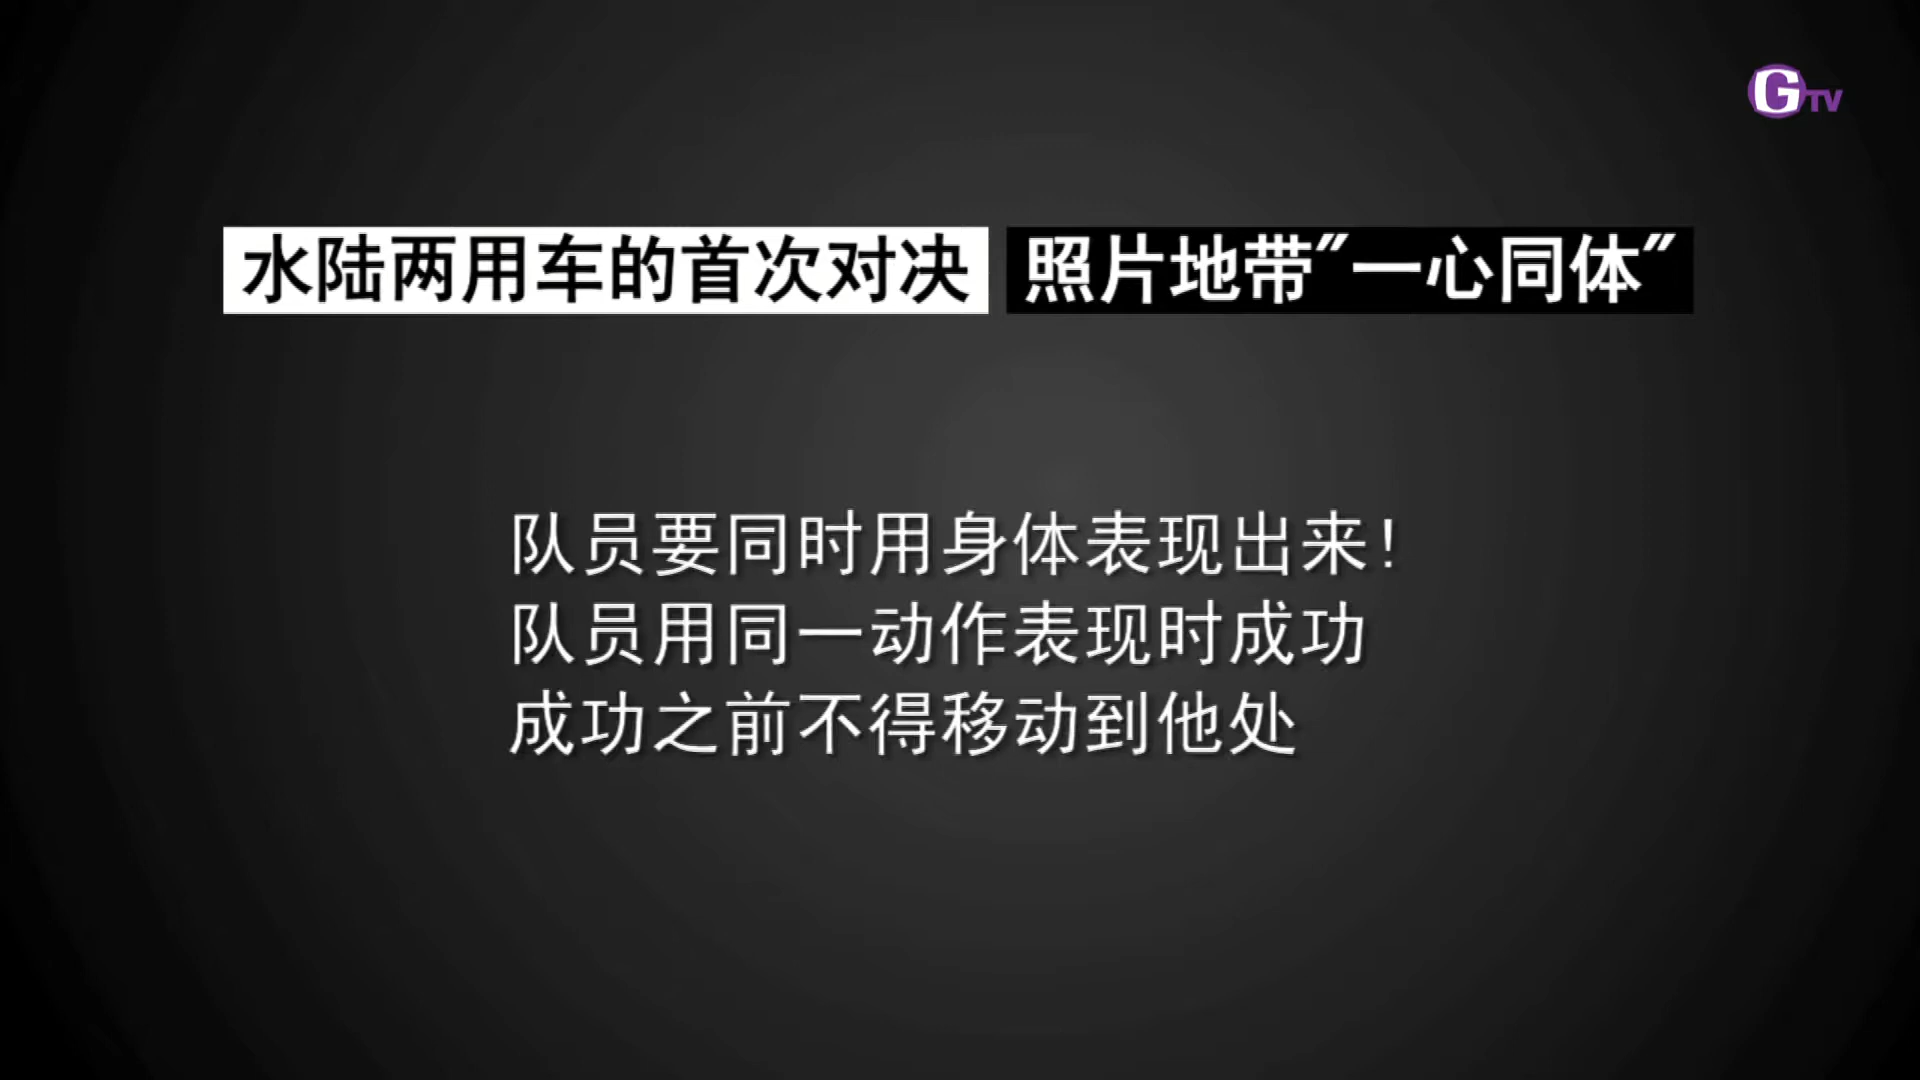 GTV
水陆两用车的首次对决 照片地带"一心同体"
队员要同时用身体表现出来!
队员用同一动作表现时成功
成功之前不得移动到他处